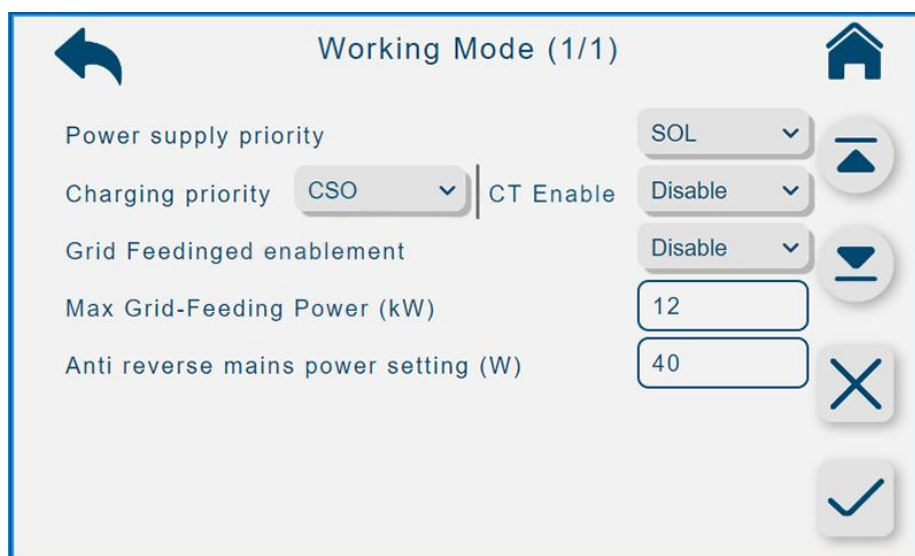 Working Mode (1/1)
Power supply priority SOL
Charging priority CSO CT Enable Disable
Grid Feedinged enablement Disable
Max Grid-Feeding Power (kW) 12
Anti reverse mains power setting (W) 40